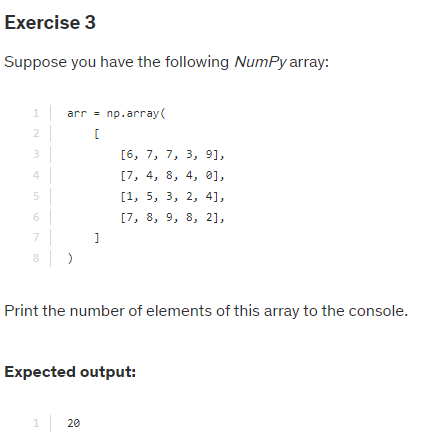 Exercise 3
Suppose you have the following NumPy array:
1 arr = np.array(
2 [
3 [6, 7, 7, 3, 9],
4 [7, 4, 8, 4, 0],
5 [1, 5, 3, 2, 4],
6 [7, 8, 9, 8, 2],
7 ]
8 )
Print the number of elements of this array to the console.
Expected output:
1 20